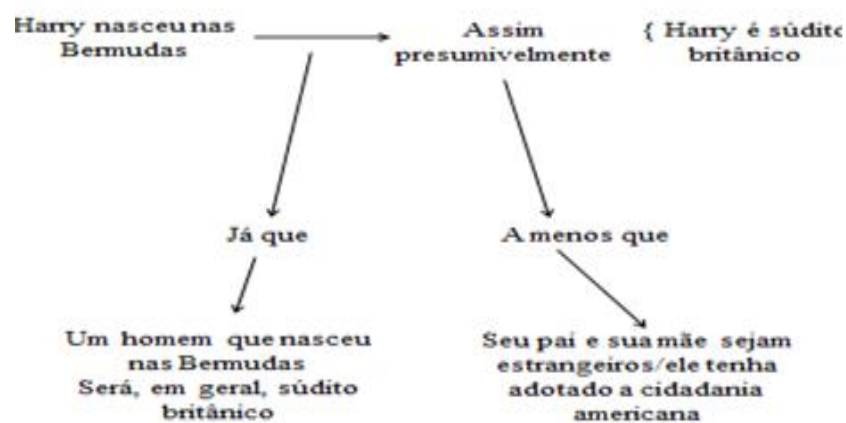 Harry nasceu nas
Bermudas
Assim
presumivelmente
{ Harry é súdito
britânico
Já que
A menos que
Um homem que nasceu
nas Bermudas
Será, em geral, súdito
britânico
Seu pai e sua mãe sejam
estrangeiros/ele tenha
adotado a cidadania
americana